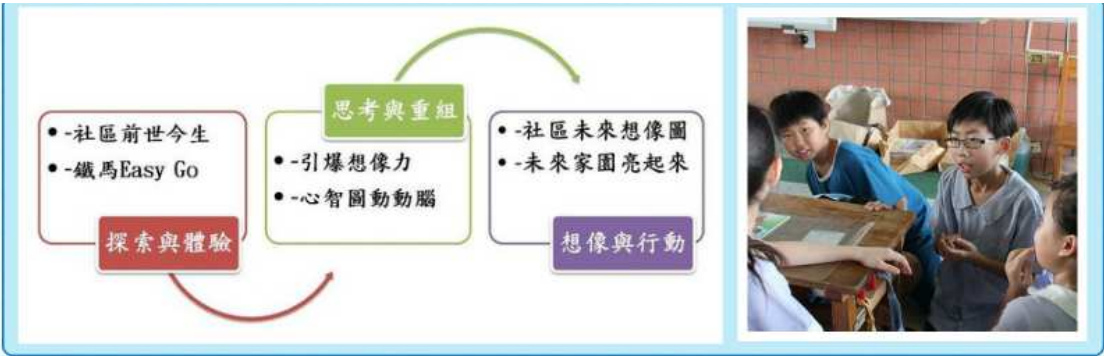 -社區前世今生
-鐵馬Easy Go
探索與體驗
思考與重組
-引爆想像力
-心智圖動動腦
-社區未來想像圖
-未來家園亮起來
想像與行動